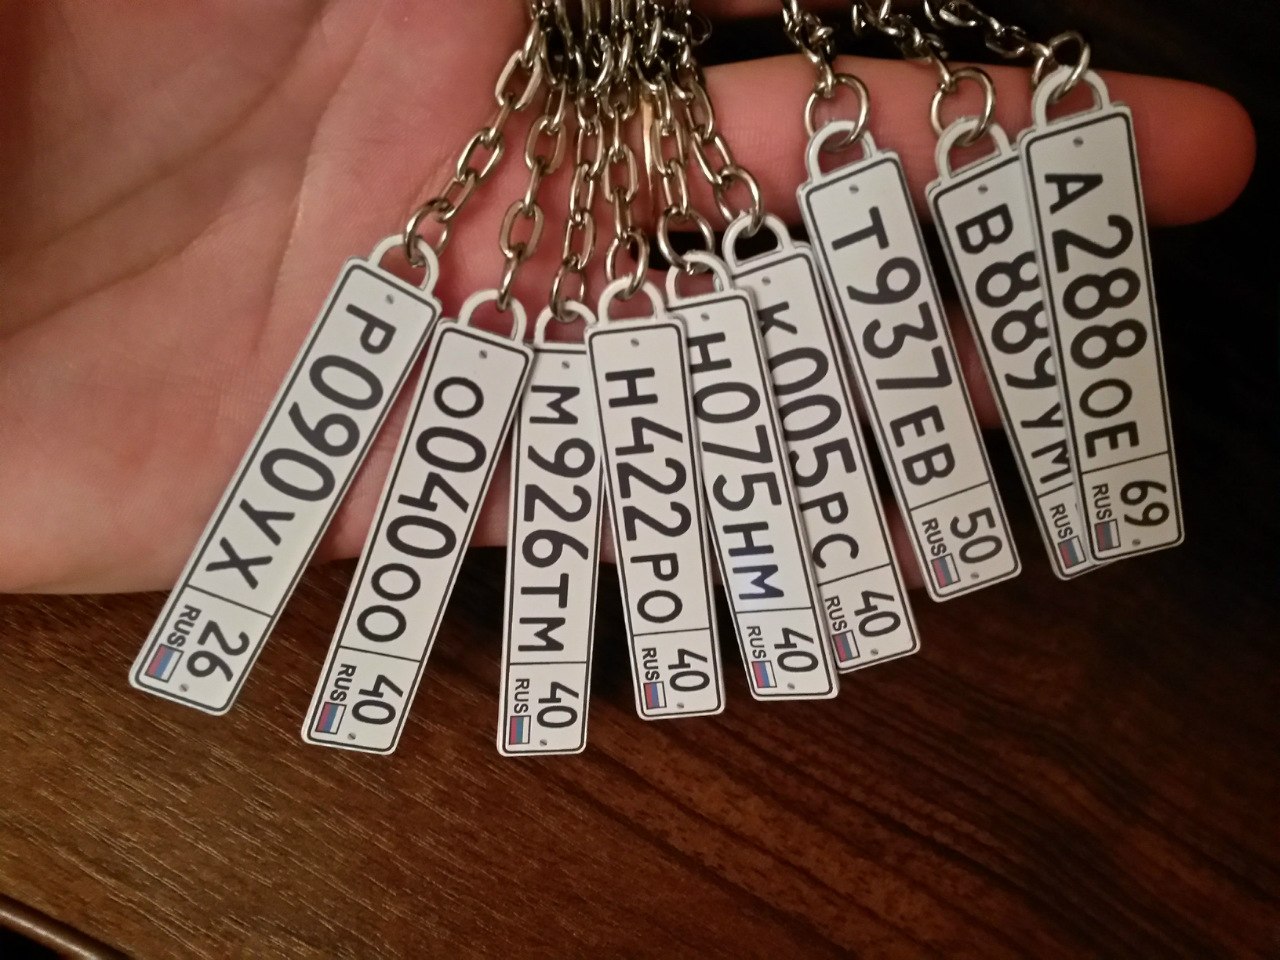 Р090УХ 26 RUS
О040ОО 40 RUS
М926ТМ 40 RUS
Н422РО 40 RUS
Н075НМ 40 RUS
К005РС 40 RUS
Т937ЕВ 50 RUS
В889УМ RUS
А288ОЕ 69 RUS